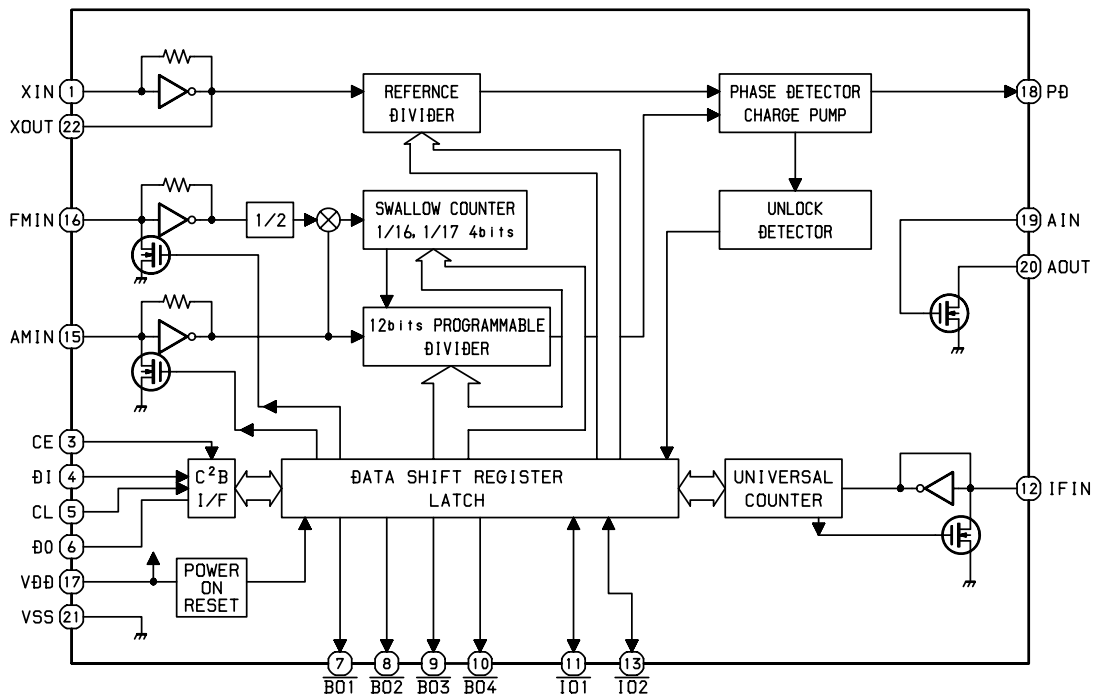 XIN 1
REFERNCE
DIVIDER
PHASE DETECTOR
CHARGE PUMP
18 PD
XOUT 22
FMIN 16
1/2
SWALLOW COUNTER
1/16, 1/17 4bits
UNLOCK
DETECTOR
19 AIN
20 AOUT
AMIN 15
12bits PROGRAMMABLE
DIVIDER
CE 3
DI 4
CL 5
DO 6
C²B
I/F
DATA SHIFT REGISTER
LATCH
UNIVERSAL
COUNTER
12 IFIN
VDD 17
POWER
ON
RESET
VSS 21
7 8 9 10 11 13
BO1 BO2 BO3 BO4 IO1 IO2